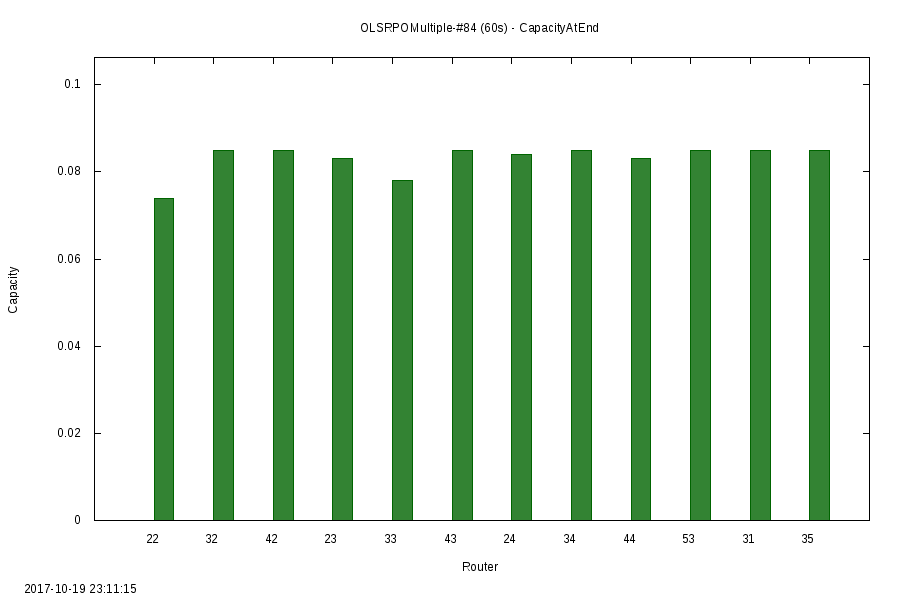 OLSRPOMultiple-#84 (60s) - CapacityAtEnd
0.1
0.08
0.06
0.04
0.02
0
Capacity
22 32 42 23 33 43 24 34 44 53 31 35
Router
2017-10-19 23:11:15